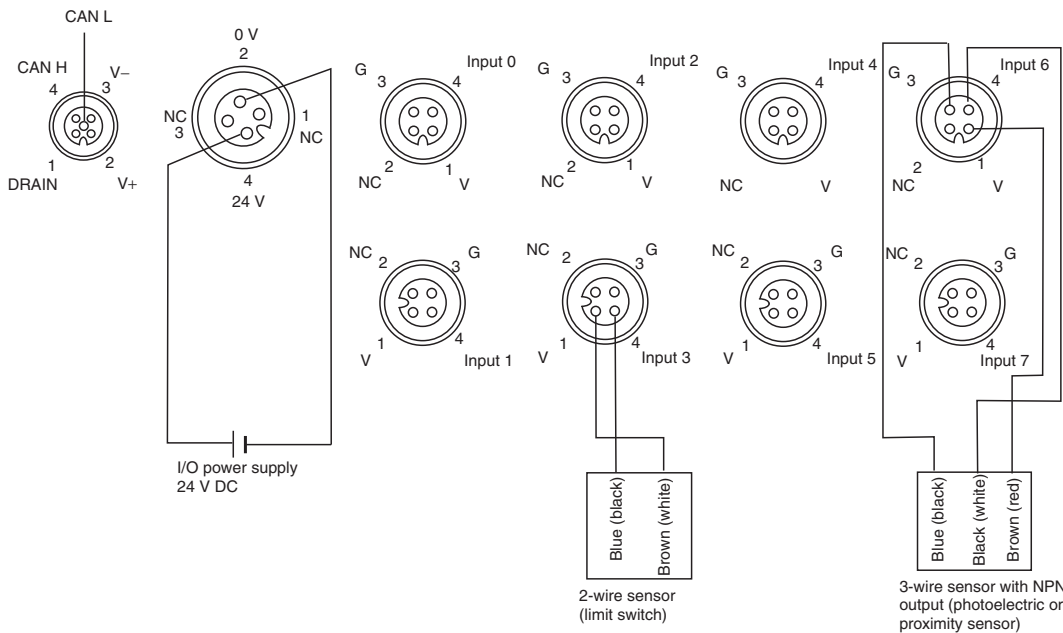 CAN L
CAN H
V–
4
3
1
2
DRAIN
V+
0 V
2
NC
3
1
NC
4
24 V
I/O power supply
24 V DC
Input 0
G
3
4
2
NC
1
V
Input 2
G
3
4
2
NC
1
V
Input 4
G
3
4
NC
V
Input 6
G
3
4
NC
2
1
V
NC
2
G
3
1
V
4
Input 1
NC
2
G
3
1
V
4
Input 3
NC
2
G
3
1
V
4
Input 5
NC
2
G
3
1
V
4
Input 7
Blue (black)
Brown (white)
2-wire sensor
(limit switch)
Blue (black)
Black (white)
Brown (red)
3-wire sensor with NPN
output (photoelectric or
proximity sensor)